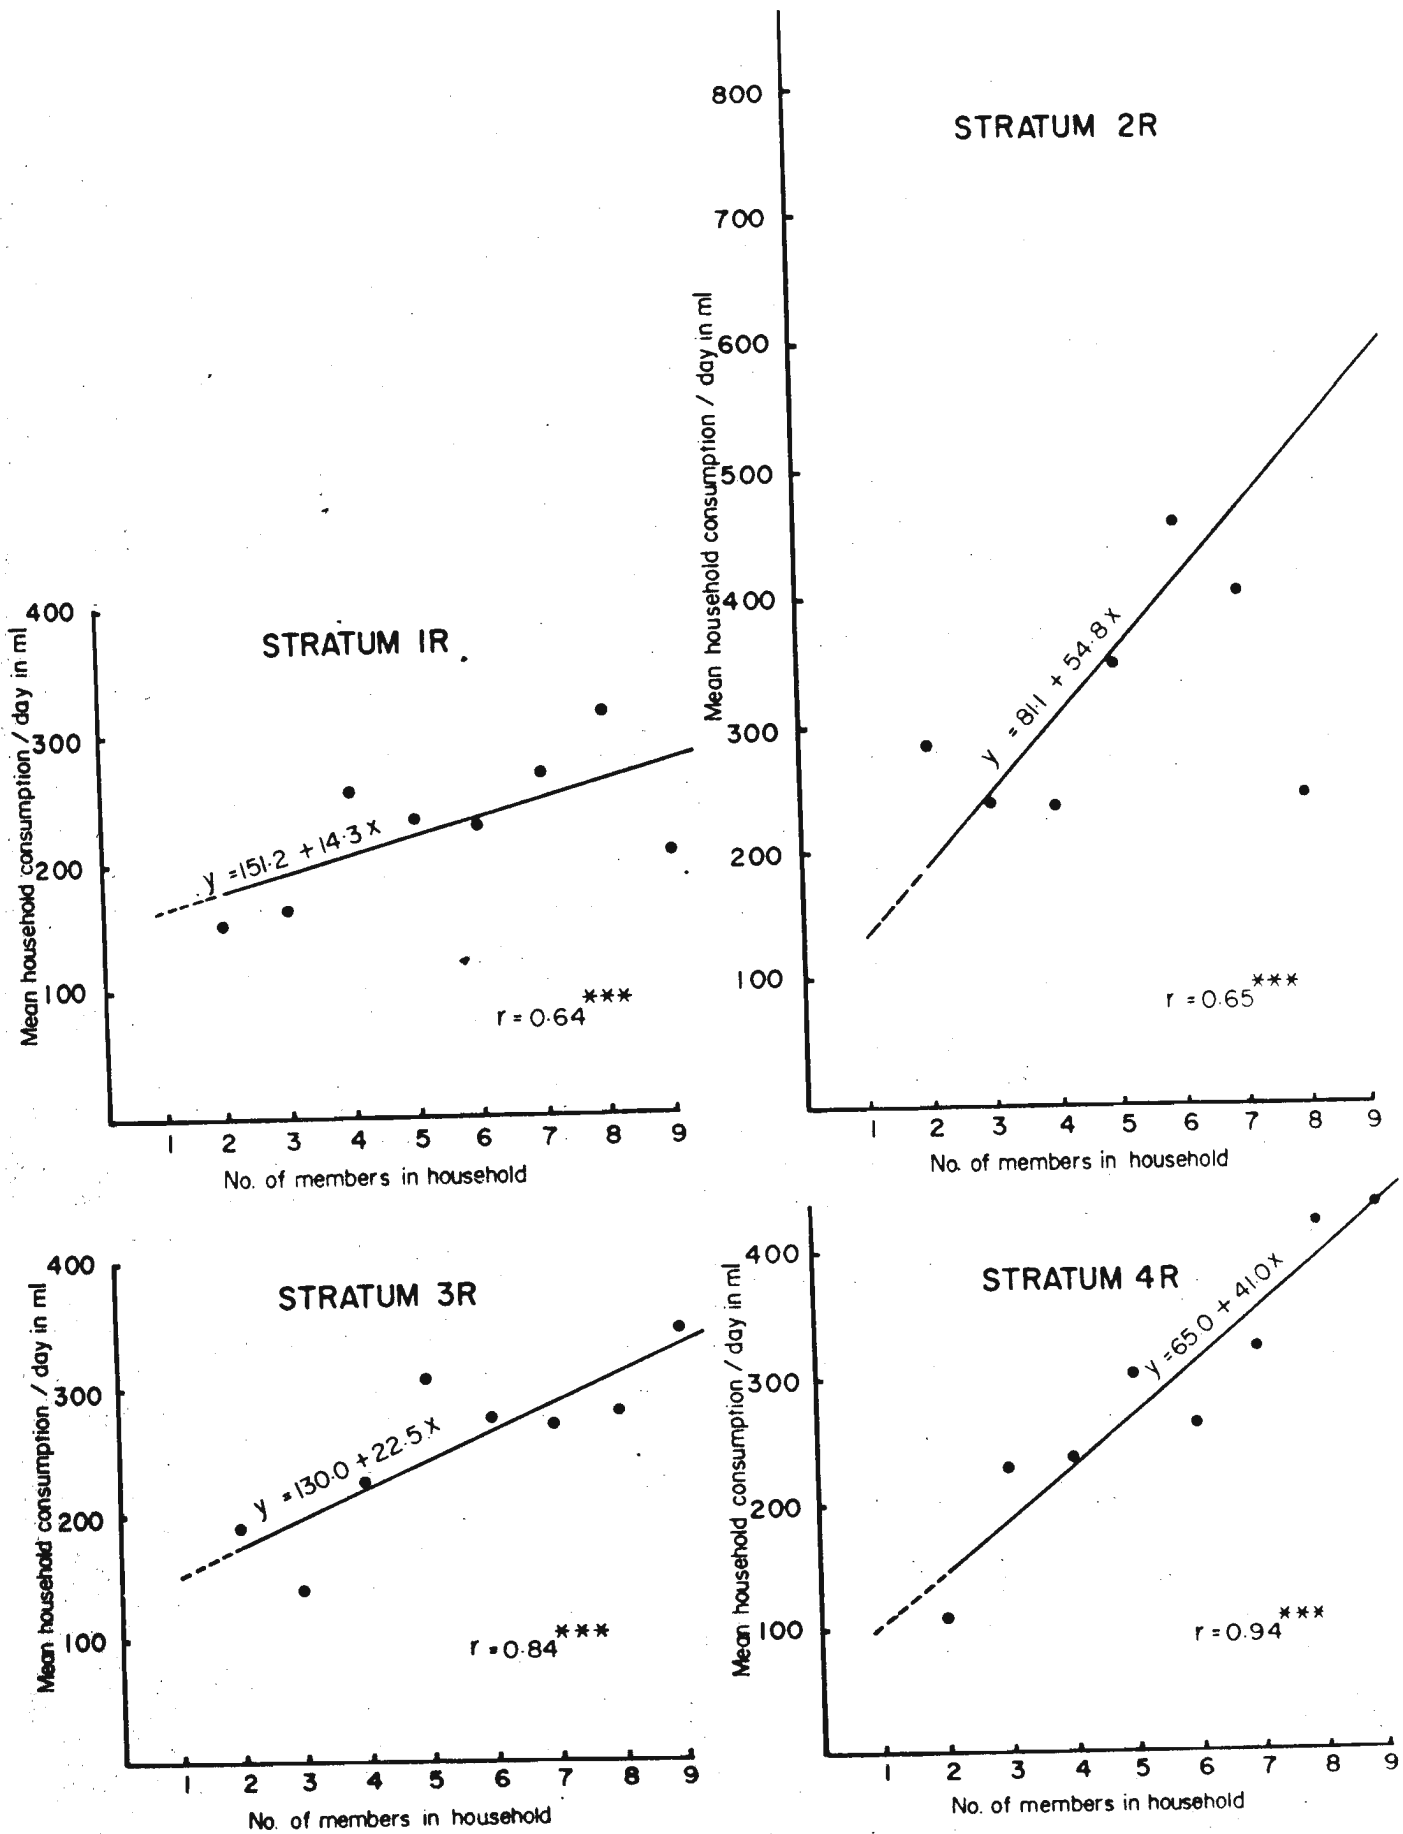 STRATUM 1R
Mean household consumption / day in ml
400
300
200
100
y = 151.2 + 14.3 x
r = 0.64***
1 2 3 4 5 6 7 8 9
No. of members in household
STRATUM 2R
Mean household consumption / day in ml
800
700
600
500
400
300
200
100
y = 81.1 + 54.8 x
r = 0.65***
1 2 3 4 5 6 7 8 9
No. of members in household
STRATUM 3R
Mean household consumption / day in ml
400
300
200
100
y = 130.0 + 22.5 x
r = 0.84***
1 2 3 4 5 6 7 8 9
No. of members in household
STRATUM 4R
Mean household consumption / day in ml
400
300
200
100
y = 65.0 + 41.0 x
r = 0.94***
1 2 3 4 5 6 7 8 9
No. of members in household